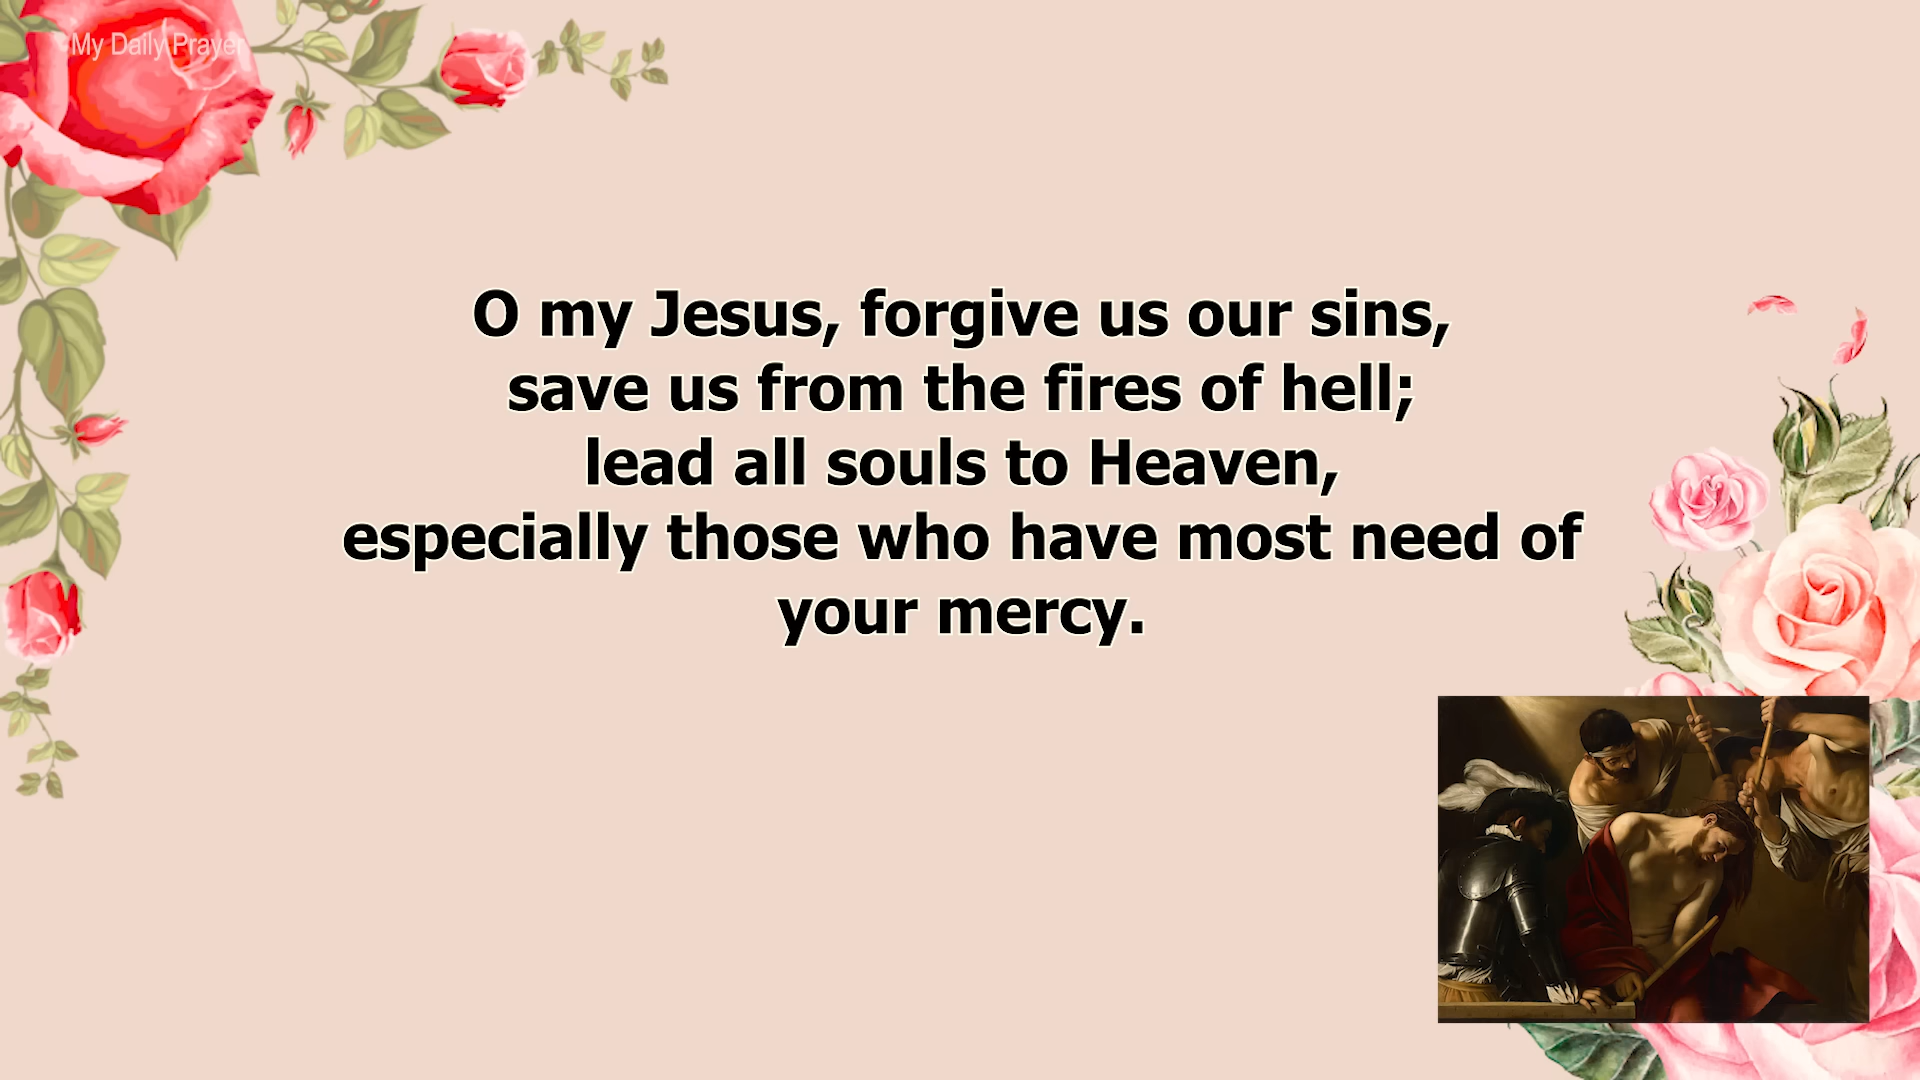 My Daily Prayer
O my Jesus, forgive us our sins,
save us from the fires of hell;
lead all souls to Heaven,
especially those who have most need of
your mercy.